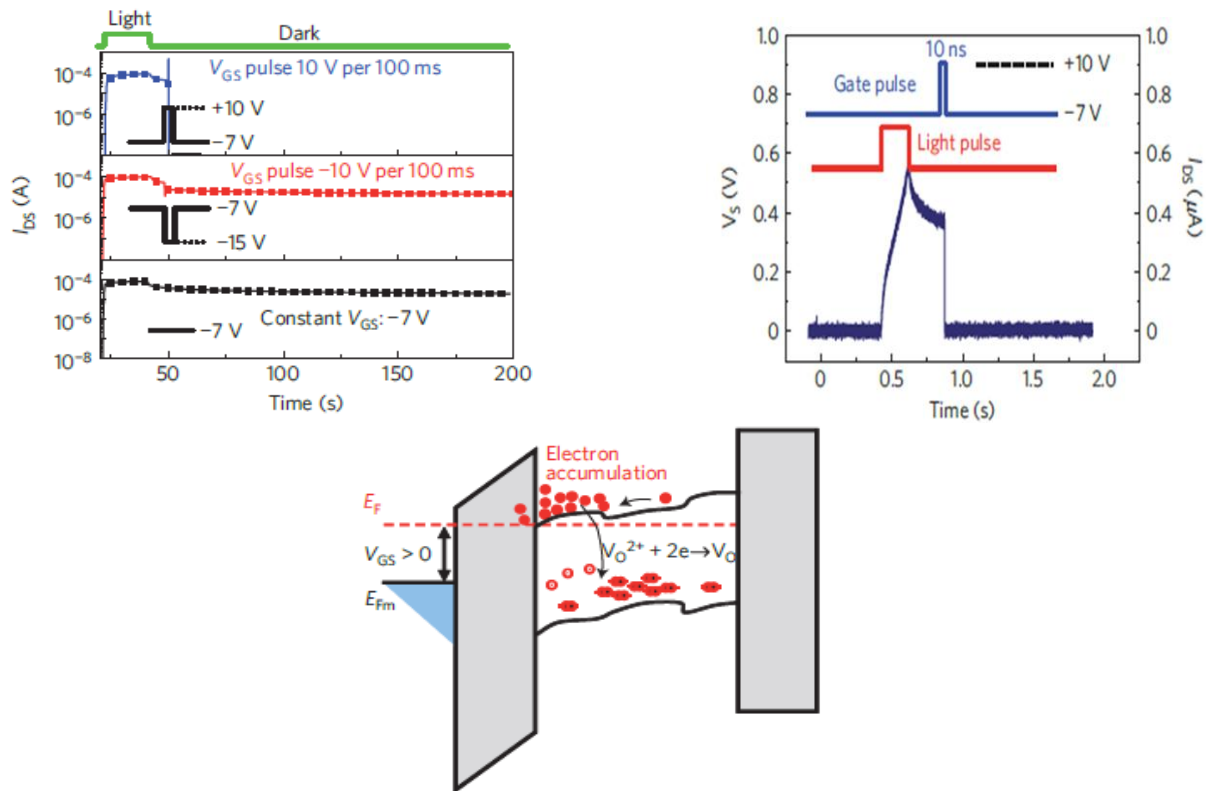 Light
Dark
V_GS pulse 10 V per 100 ms
+10 V
−7 V
V_GS pulse −10 V per 100 ms
−7 V
−15 V
Constant V_GS: −7 V
−7 V
10⁻⁴
10⁻⁶
10⁻⁴
10⁻⁶
10⁻⁴
10⁻⁶
10⁻⁸
I_DS (A)
50
100
150
200
Time (s)
10 ns
+10 V
Gate pulse
−7 V
Light pulse
1.0
0.8
0.6
0.4
0.2
0
V_S (V)
1.0
0.8
0.6
0.4
0.2
0
I_DS (μA)
0
0.5
1.0
1.5
2.0
Time (s)
Electron
accumulation
E_F
V_GS > 0
V_O²⁺ + 2e→V_O
E_Fm